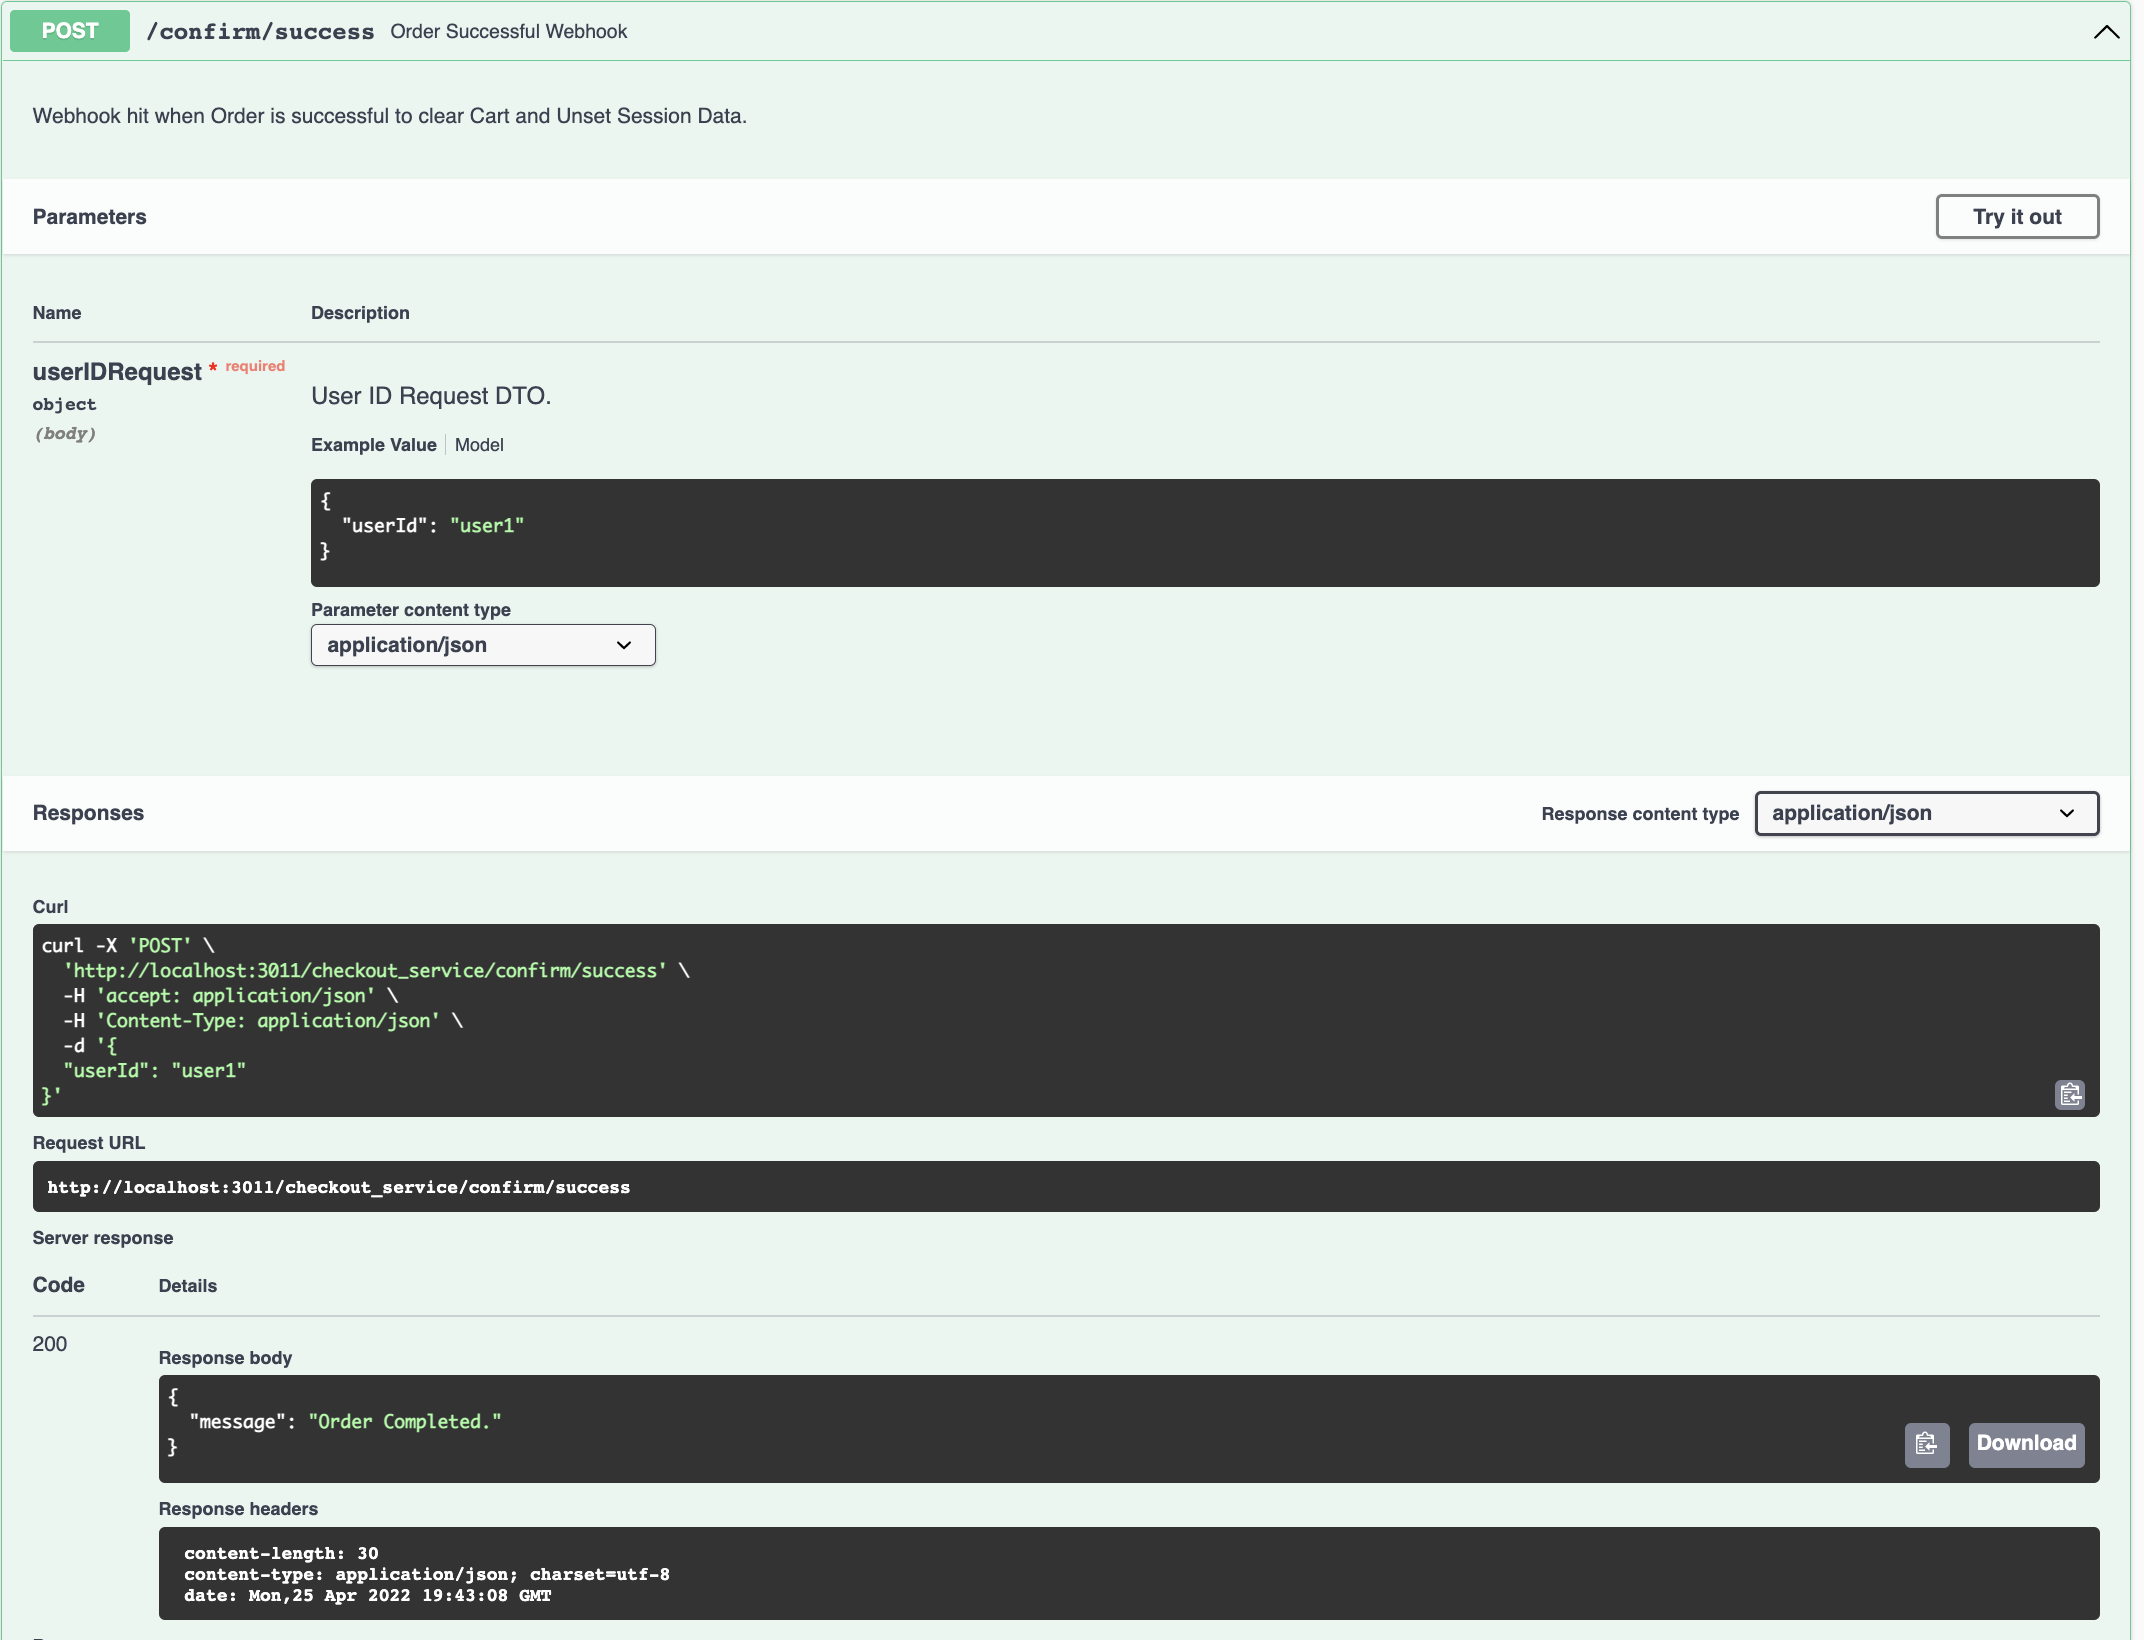 POST /confirm/success Order Successful Webhook
Webhook hit when Order is successful to clear Cart and Unset Session Data.
Parameters
Try it out
Name Description
userIDRequest * required
object
(body)
User ID Request DTO.
Example Value Model
{
"userId": "user1"
}
Parameter content type
application/json
Responses
Response content type application/json
Curl
curl -X 'POST' \
'http://localhost:3011/checkout_service/confirm/success' \
-H 'accept: application/json' \
-H 'Content-Type: application/json' \
-d '{
"userId": "user1"
}'
Request URL
http://localhost:3011/checkout_service/confirm/success
Server response
Code Details
200
Response body
{
"message": "Order Completed."
}
Download
Response headers
content-length: 30
content-type: application/json; charset=utf-8
date: Mon,25 Apr 2022 19:43:08 GMT